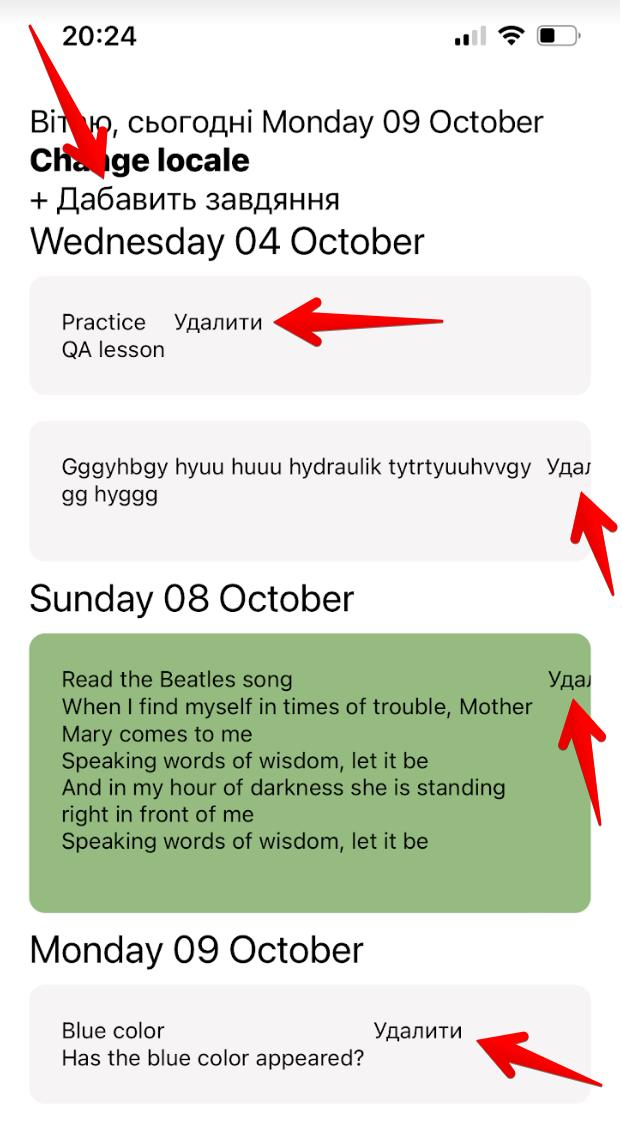 20:24
Вітаю, сьогодні Monday 09 October
Change locale
+ Дабавить завдяння
Wednesday 04 October
Practice Удалити
QA lesson
Gggyhbgy hyuu huuu hydraulik tytrtyuuhvvgy Удал
gg hyggg
Sunday 08 October
Read the Beatles song Удал
When I find myself in times of trouble, Mother
Mary comes to me
Speaking words of wisdom, let it be
And in my hour of darkness she is standing
right in front of me
Speaking words of wisdom, let it be
Monday 09 October
Blue color Удалити
Has the blue color appeared?